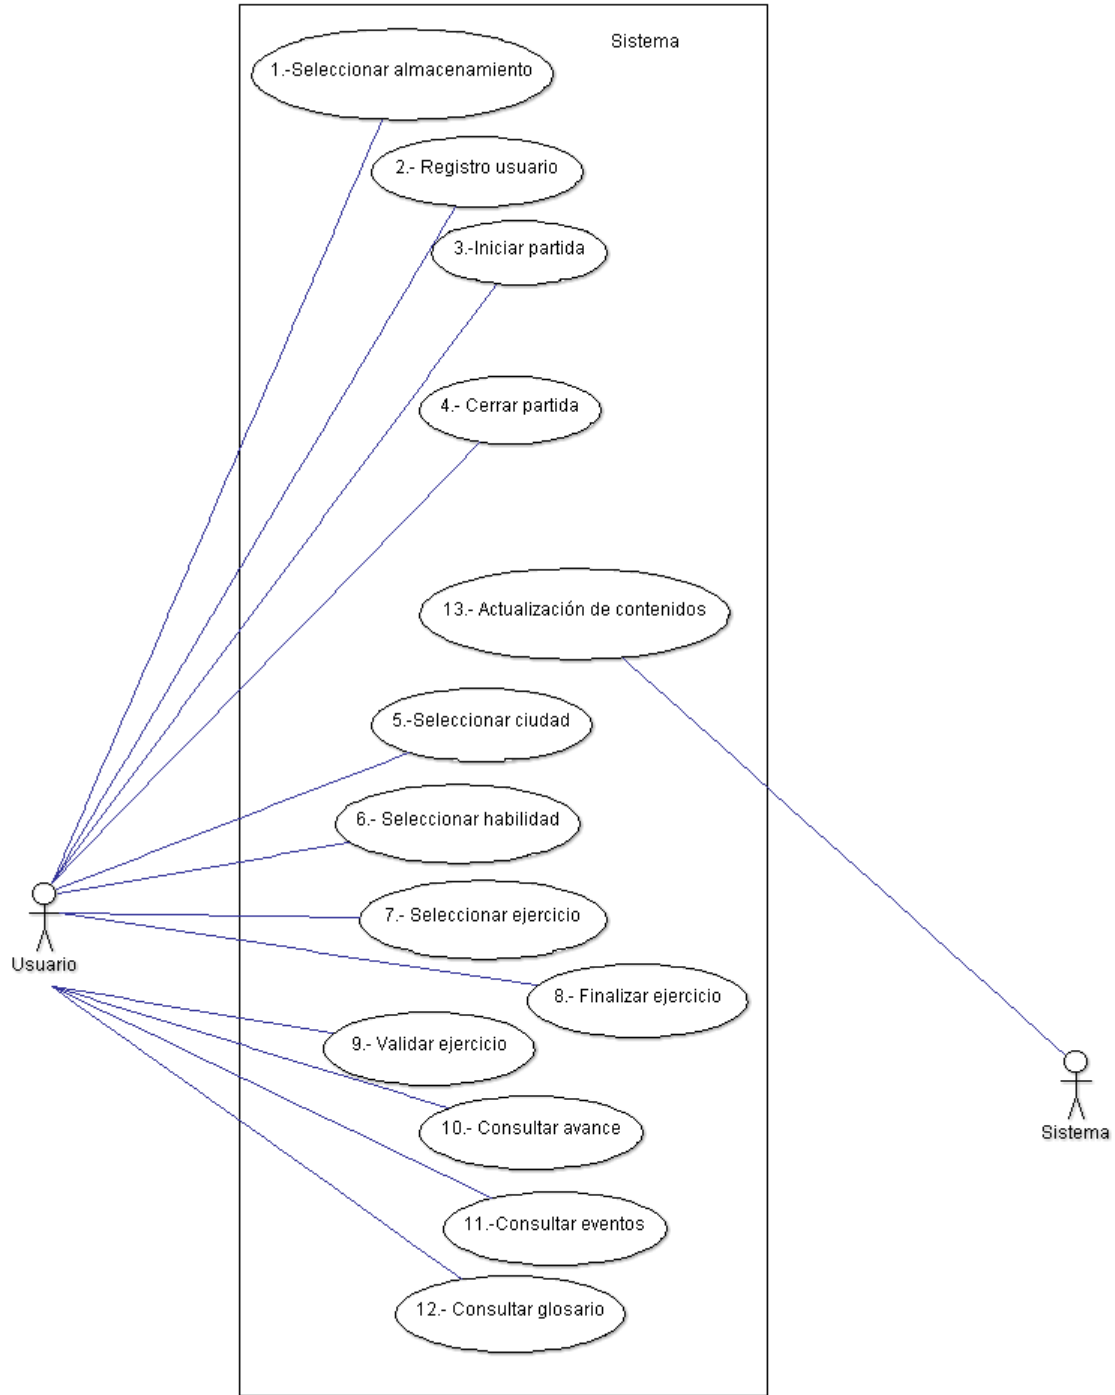 Sistema
1.-Seleccionar almacenamiento
2.- Registro usuario
3.-Iniciar partida
4.- Cerrar partida
13.- Actualización de contenidos
5.-Seleccionar ciudad
6.- Seleccionar habilidad
7.- Seleccionar ejercicio
Usuario
8.- Finalizar ejercicio
9.- Validar ejercicio
10.- Consultar avance
Sistema
11.-Consultar eventos
12.- Consultar glosario